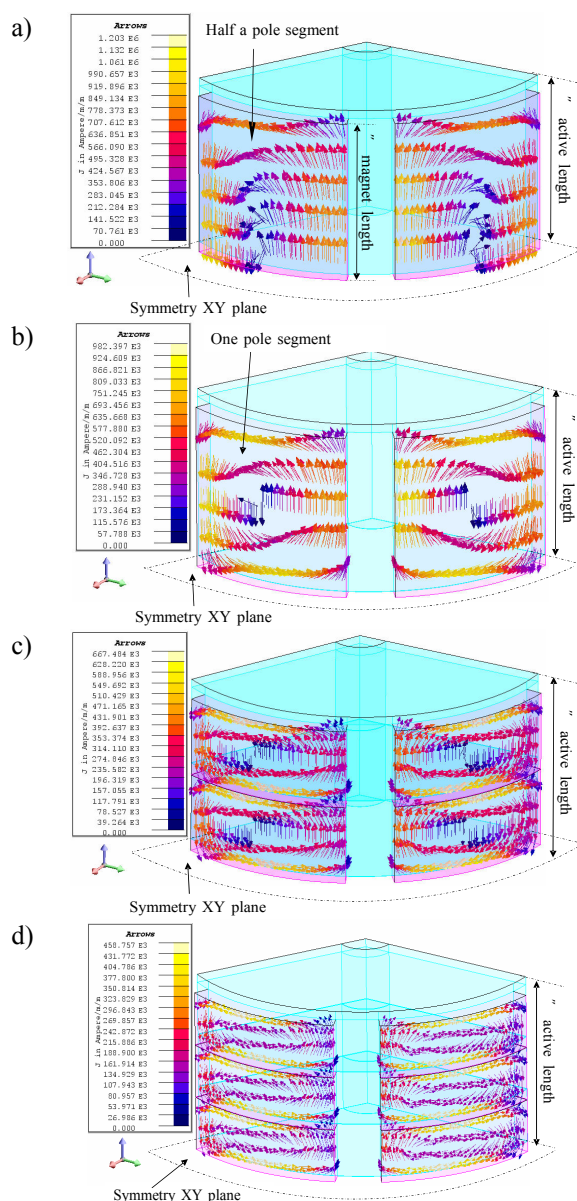 a)
Arrows
J in Ampere/m/m
1.203 E6
1.132 E6
1.061 E6
990.657 E3
919.896 E3
849.134 E3
778.373 E3
707.612 E3
636.851 E3
566.090 E3
495.328 E3
424.567 E3
353.806 E3
283.045 E3
212.284 E3
141.522 E3
70.761 E3
0.000
Half a pole segment
" magnet length
" active length
Symmetry XY plane
b)
Arrows
J in Ampere/m/m
982.397 E3
924.609 E3
866.821 E3
809.033 E3
751.245 E3
693.456 E3
635.668 E3
577.880 E3
520.092 E3
462.304 E3
404.516 E3
346.728 E3
288.940 E3
231.152 E3
173.364 E3
115.576 E3
57.788 E3
0.000
One pole segment
" active length
Symmetry XY plane
c)
Arrows
J in Ampere/m/m
667.484 E3
628.220 E3
588.956 E3
549.692 E3
510.429 E3
471.165 E3
431.901 E3
392.637 E3
353.374 E3
314.110 E3
274.846 E3
235.582 E3
196.319 E3
157.055 E3
117.791 E3
78.527 E3
39.264 E3
0.000
" active length
Symmetry XY plane
d)
Arrows
J in Ampere/m/m
458.757 E3
431.772 E3
404.786 E3
377.800 E3
350.814 E3
323.829 E3
296.843 E3
269.857 E3
242.872 E3
215.886 E3
188.900 E3
161.914 E3
134.929 E3
107.943 E3
80.957 E3
53.971 E3
26.986 E3
0.000
" active length
Symmetry XY plane